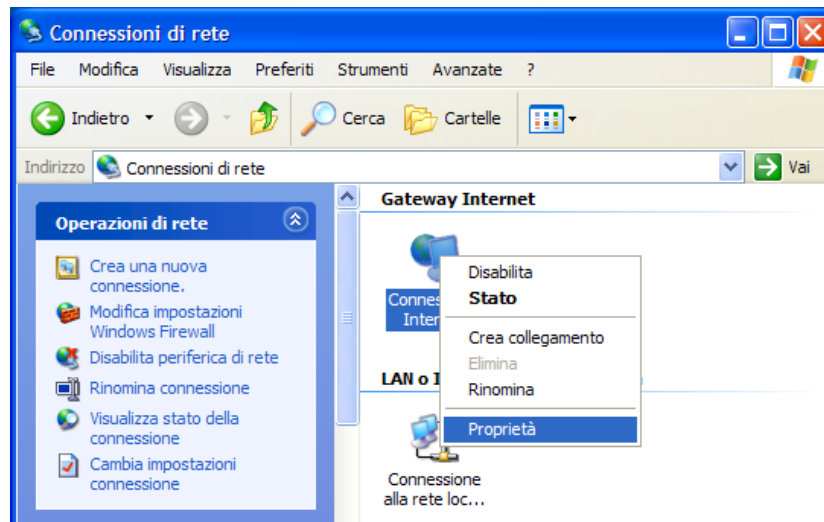 Connessioni di rete
File Modifica Visualizza Preferiti Strumenti Avanzate ?
Indietro Cerca Cartelle
Indirizzo Connessioni di rete Vai
Operazioni di rete
Crea una nuova
connessione.
Modifica impostazioni
Windows Firewall
Disabilita periferica di rete
Rinomina connessione
Visualizza stato della
connessione
Cambia impostazioni
connessione
Gateway Internet
Connes
Inter
Disabilita
Stato
Crea collegamento
Elimina
Rinomina
Proprietà
LAN o I
Connessione
alla rete loc...